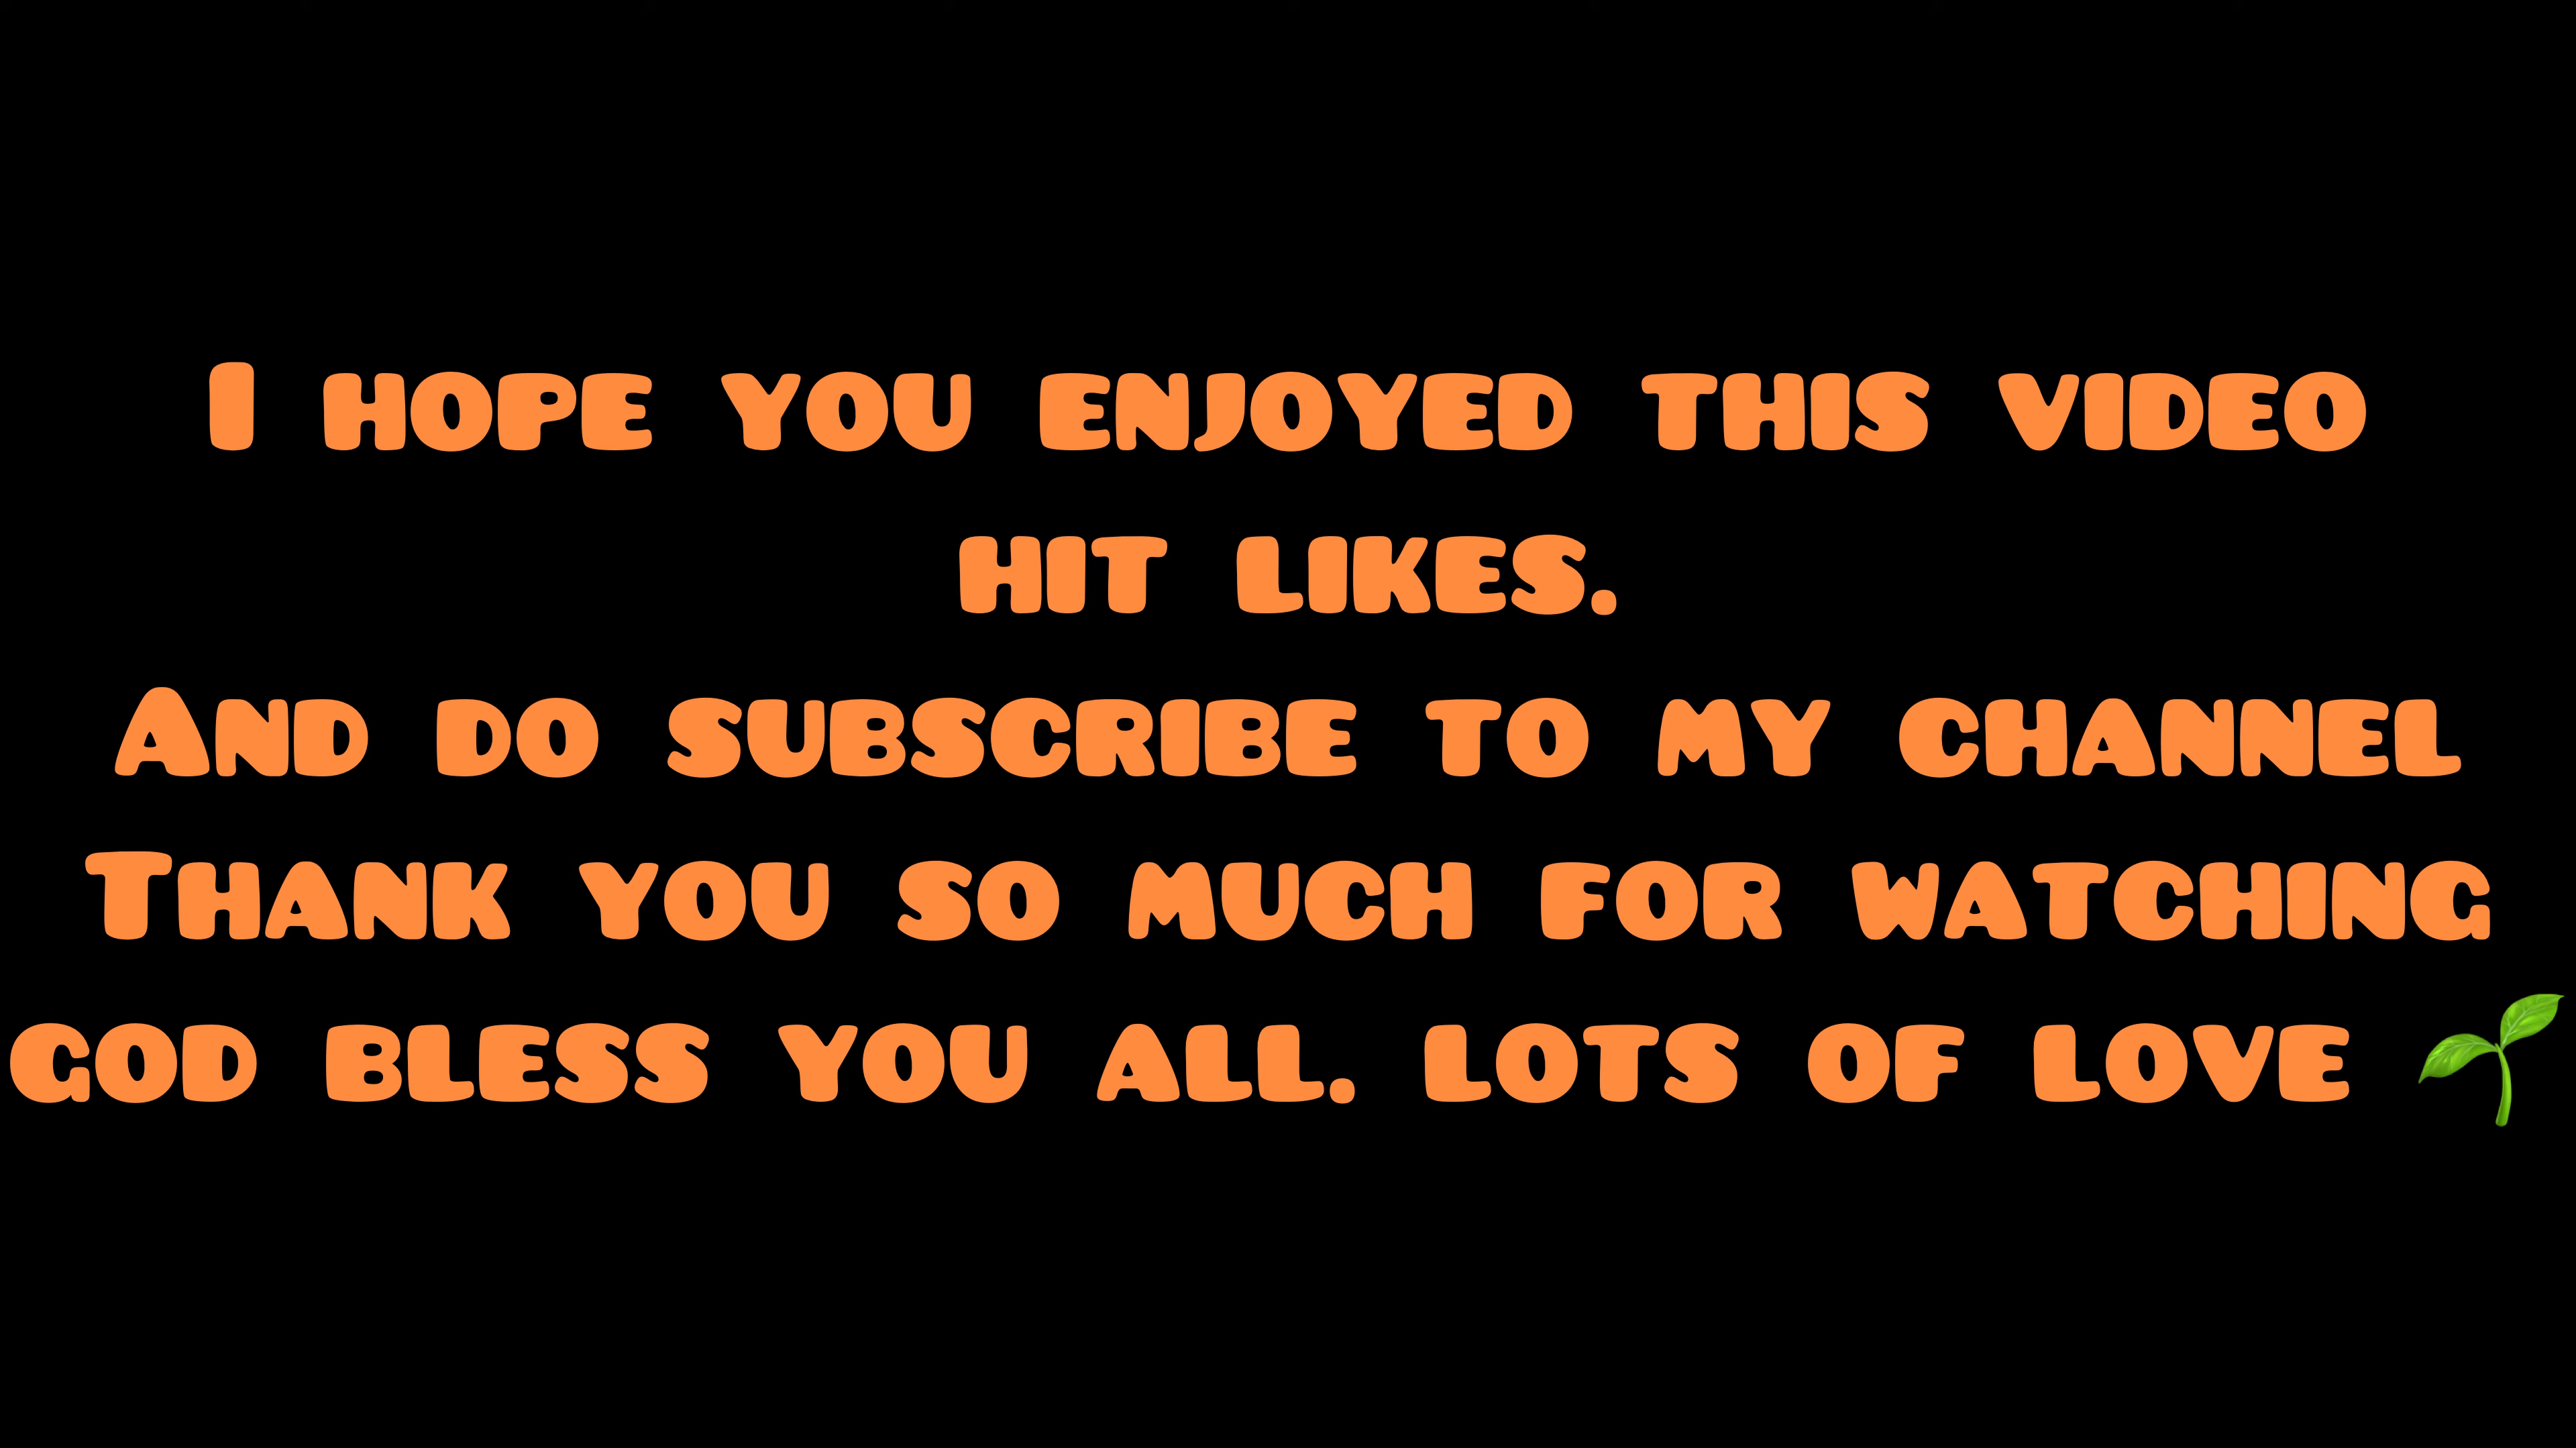 I hope you enjoyed this video
hit likes.
And do subscribe to my channel
Thank you so much for watching
god bless you all. lots of love 🌱